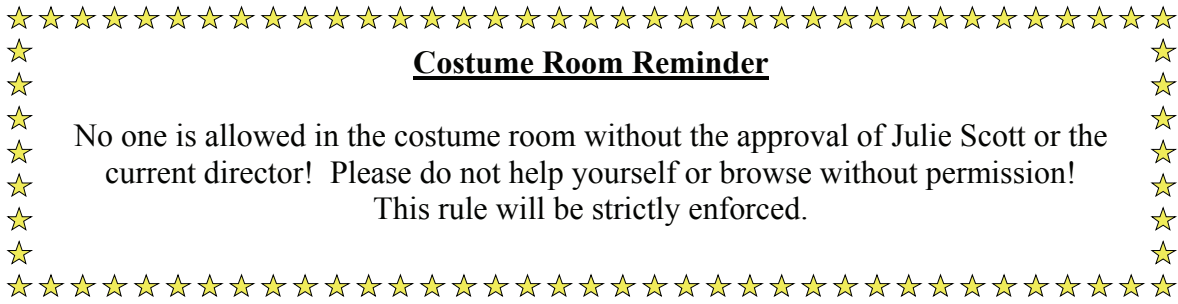 Costume Room Reminder
No one is allowed in the costume room without the approval of Julie Scott or the
current director!  Please do not help yourself or browse without permission!
This rule will be strictly enforced.